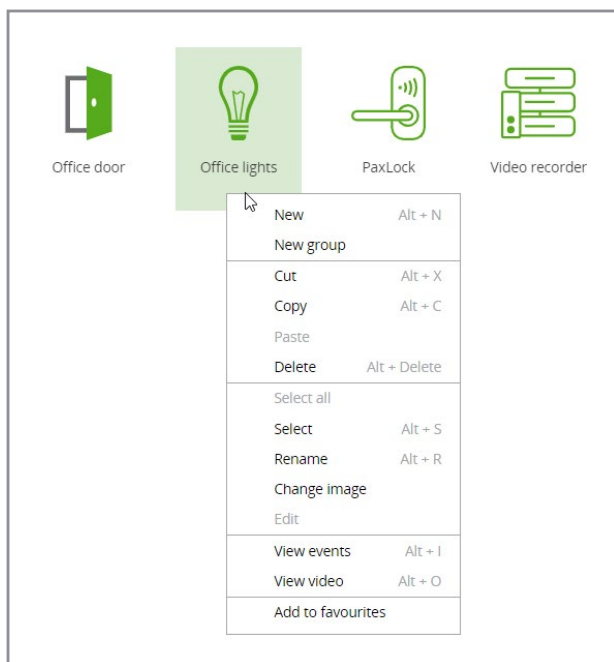 Office door
Office lights
PaxLock
Video recorder
New Alt + N
New group
Cut Alt + X
Copy Alt + C
Paste
Delete Alt + Delete
Select all
Select Alt + S
Rename Alt + R
Change image
Edit
View events Alt + I
View video Alt + O
Add to favourites